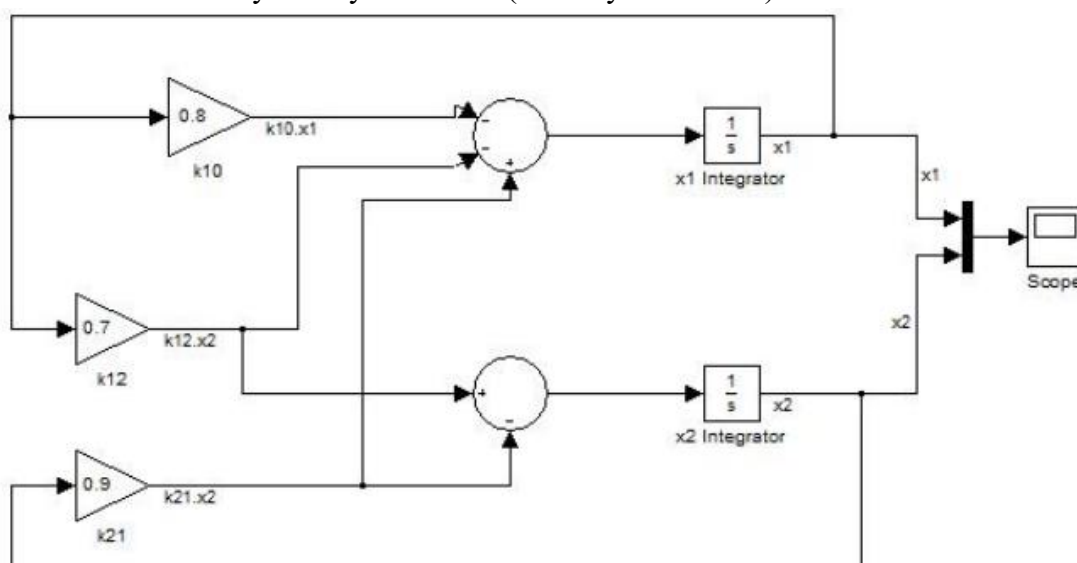 0.8
k10.x1
k10
-
-
+
1
s
x1
x1 Integrator
x1
Scope
0.7
k12.x2
k12
x2
+
-
1
s
x2
x2 Integrator
0.9
k21.x2
k21